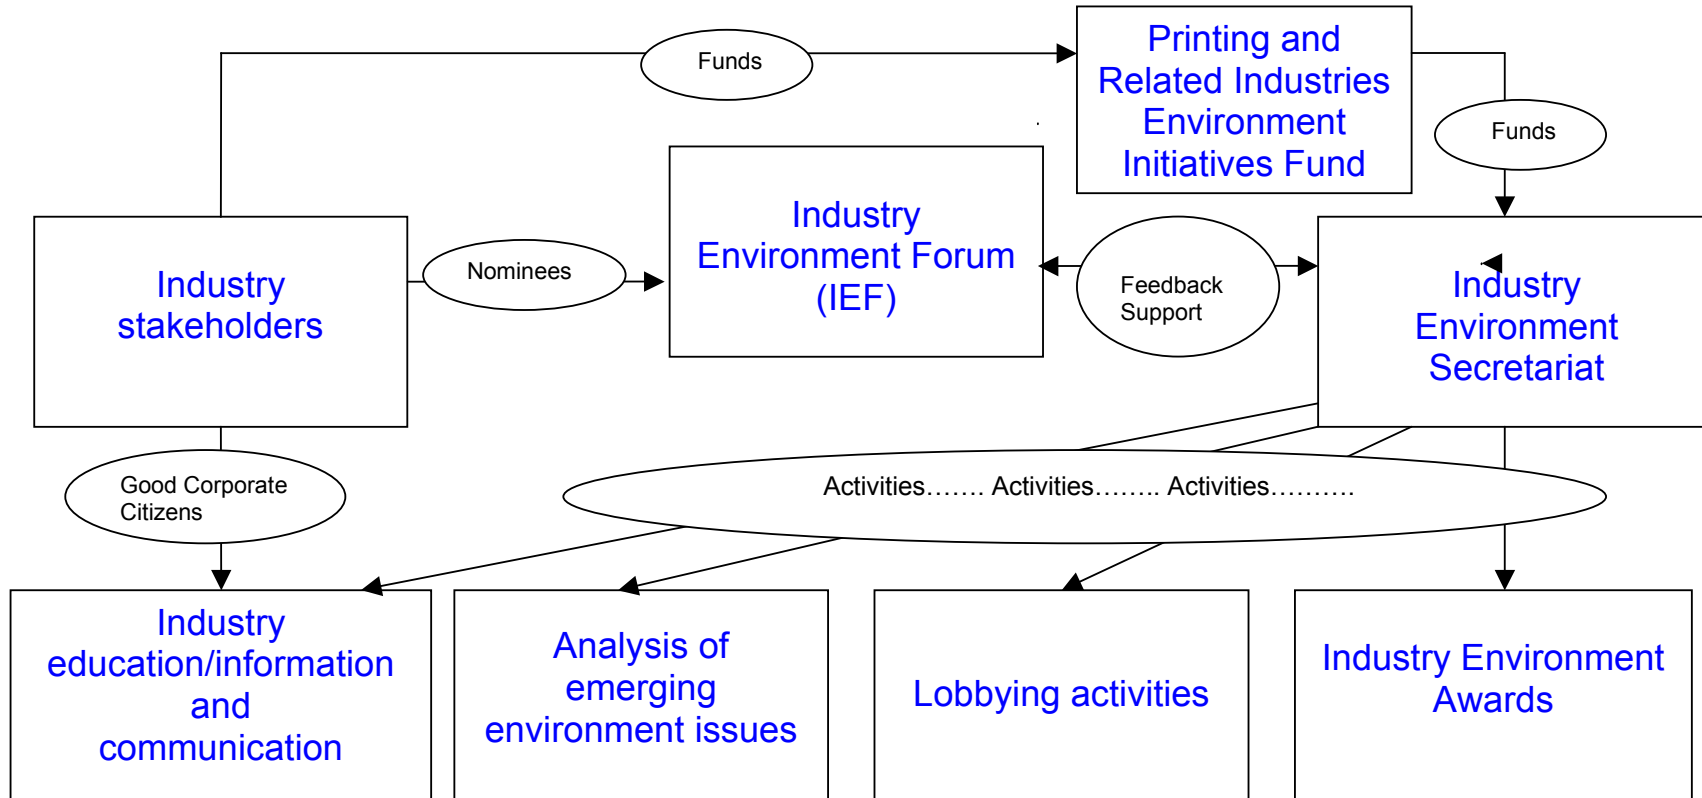 Funds
Printing and
Related Industries
Environment
Initiatives Fund
Funds
Industry
stakeholders
Nominees
Industry
Environment Forum
(IEF)
Feedback
Support
Industry
Environment
Secretariat
Good Corporate
Citizens
Activities……. Activities…….. Activities……….
Industry
education/information
and
communication
Analysis of
emerging
environment issues
Lobbying activities
Industry Environment
Awards